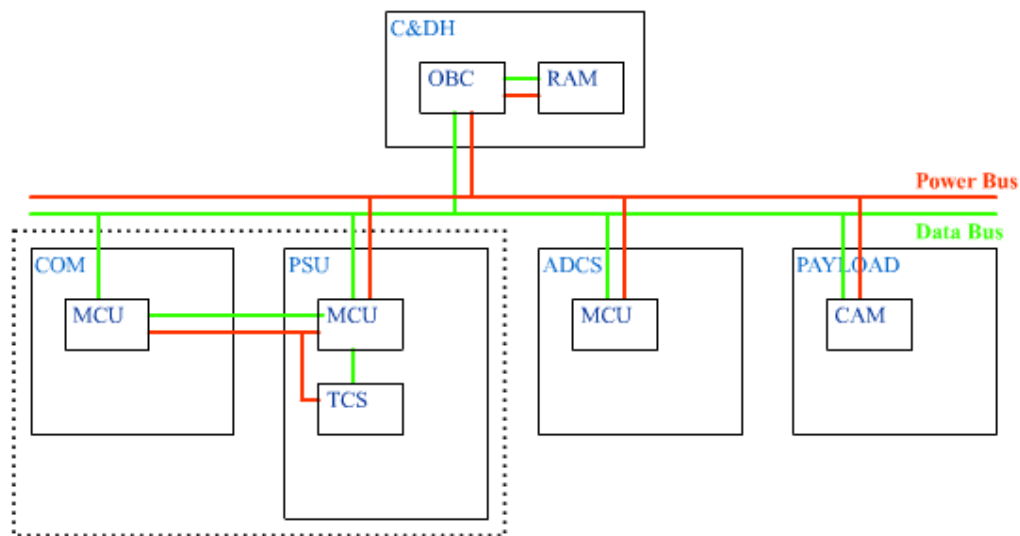 C&DH
OBC
RAM
Power Bus
Data Bus
COM
MCU
PSU
MCU
TCS
ADCS
MCU
PAYLOAD
CAM